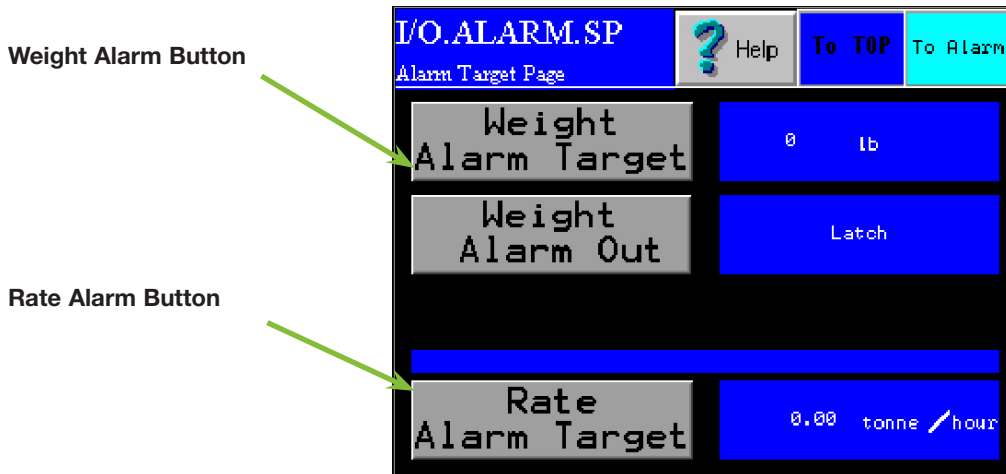 Weight Alarm Button
Rate Alarm Button
I/O.ALARM.SP
Alarm Target Page
Help
To TOP
To Alarm
Weight
Alarm Target
0 lb
Weight
Alarm Out
Latch
Rate
Alarm Target
0.00 tonne/hour